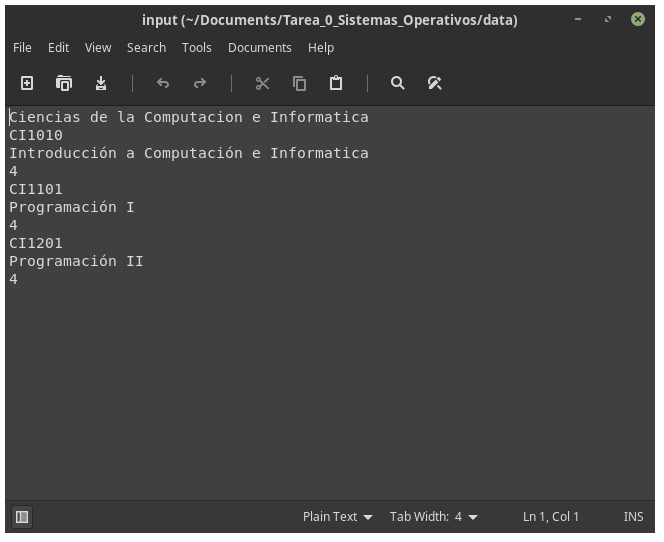 input (~/Documents/Tarea_0_Sistemas_Operativos/data)
File Edit View Search Tools Documents Help
Ciencias de la Computacion e Informatica
CI1010
Introducción a Computación e Informatica
4
CI1101
Programación I
4
CI1201
Programación II
4
Plain Text Tab Width: 4 Ln 1, Col 1 INS